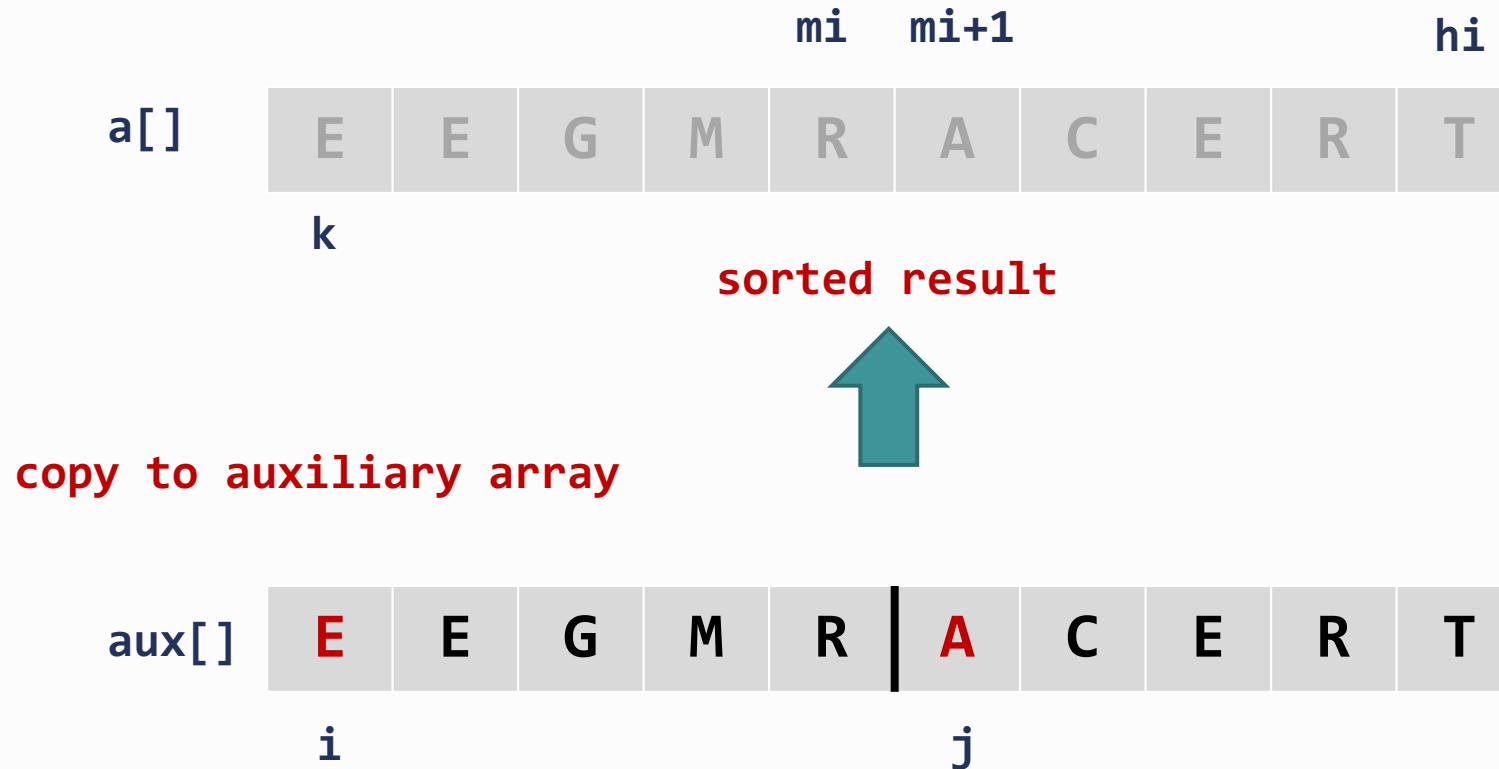 mi mi+1 hi
a[] E E G M R A C E R T
k
sorted result
copy to auxiliary array
aux[] E E G M R A C E R T
i j